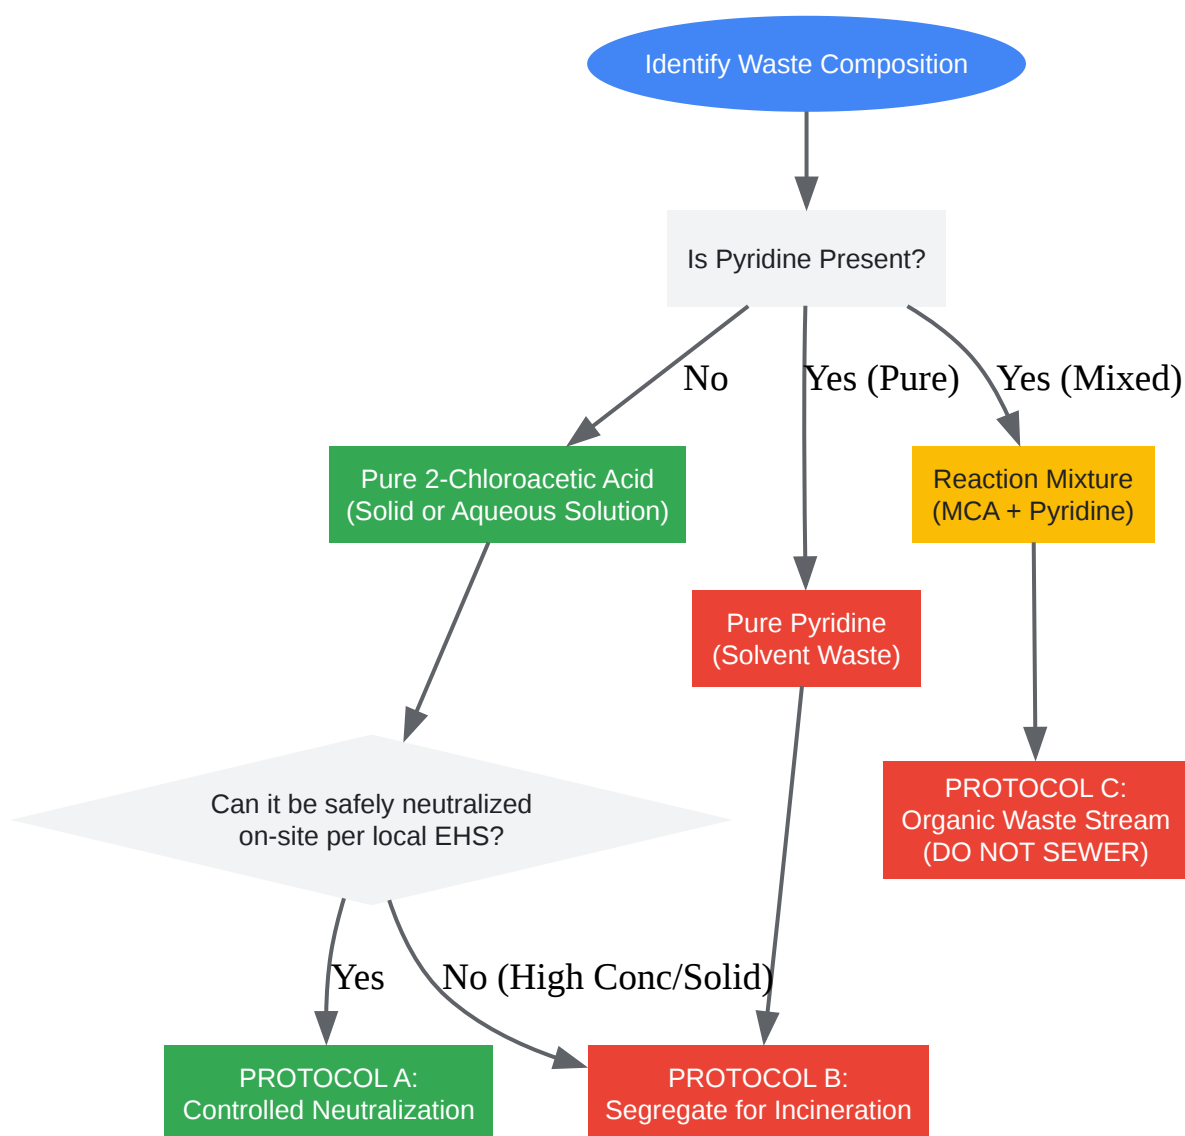 Identify Waste Composition
Is Pyridine Present?
No
Yes (Pure)
Yes (Mixed)
Pure 2-Chloroacetic Acid
(Solid or Aqueous Solution)
Reaction Mixture
(MCA + Pyridine)
Pure Pyridine
(Solvent Waste)
Can it be safely neutralized
on-site per local EHS?
PROTOCOL C:
Organic Waste Stream
(DO NOT SEWER)
Yes
No (High Conc/Solid)
PROTOCOL A:
Controlled Neutralization
PROTOCOL B:
Segregate for Incineration